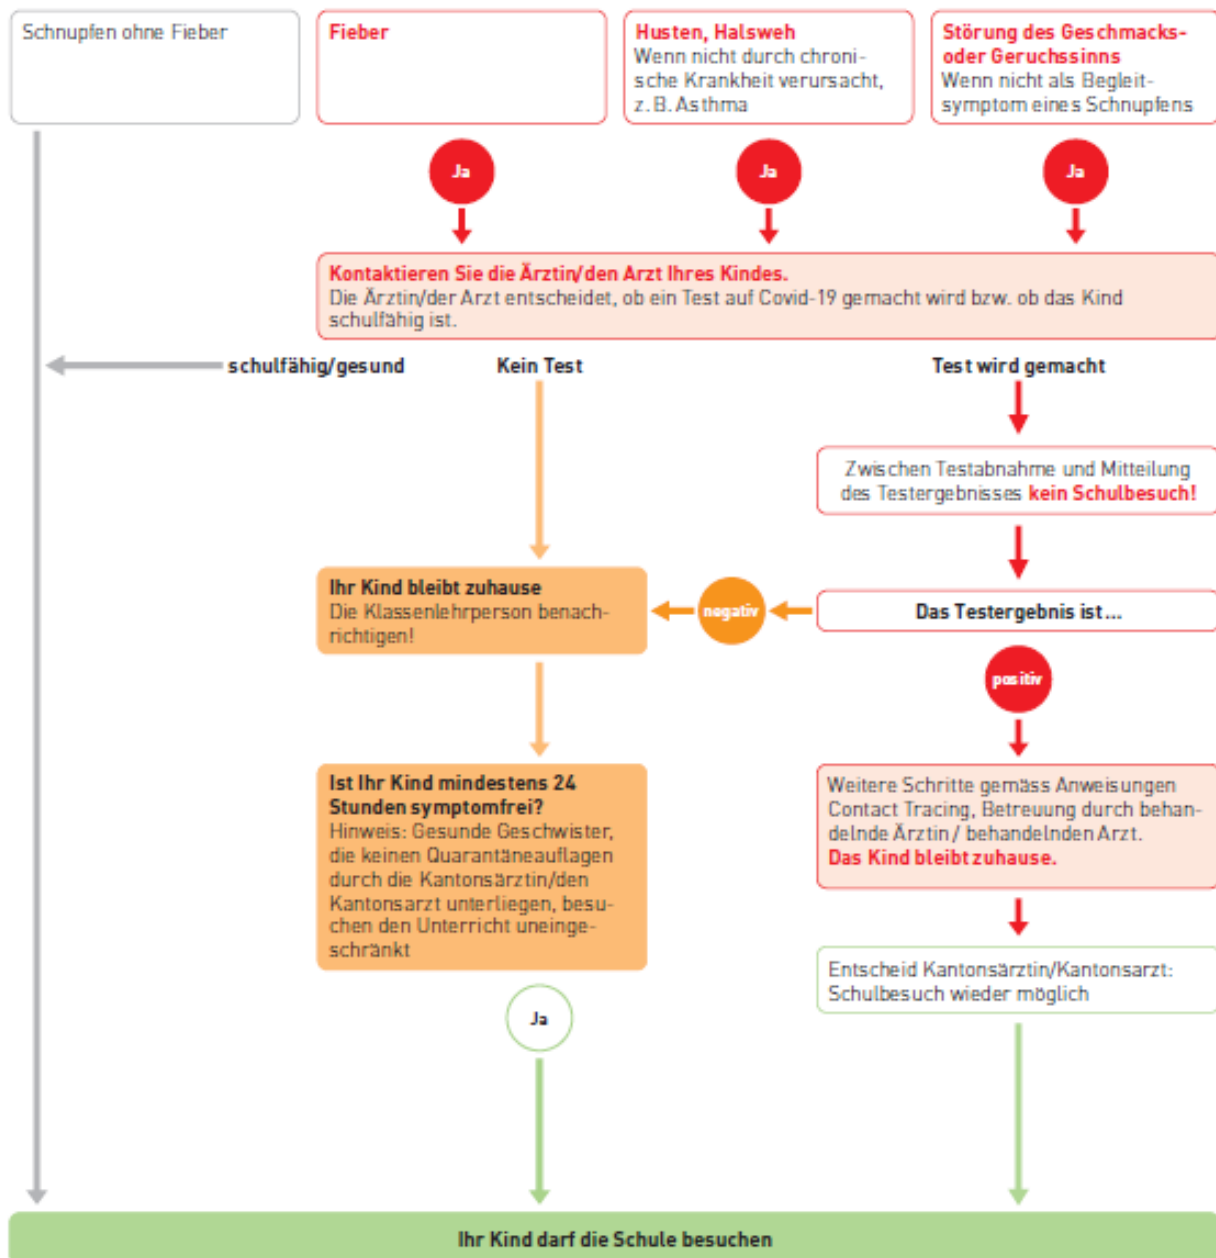 Schnupfen ohne Fieber
Fieber
Husten, Halsweh
Wenn nicht durch chroni-
sche Krankheit verursacht,
z. B. Asthma
Störung des Geschmacks-
oder Geruchssinns
Wenn nicht als Begleit-
symptom eines Schnupfens
Ja
Ja
Ja
Kontaktieren Sie die Ärztin/den Arzt Ihres Kindes.
Die Ärztin/der Arzt entscheidet, ob ein Test auf Covid-19 gemacht wird bzw. ob das Kind
schulfähig ist.
schulfähig/gesund
Kein Test
Test wird gemacht
Zwischen Testabnahme und Mitteilung
des Testergebnisses kein Schulbesuch!
Ihr Kind bleibt zuhause
Die Klassenlehrperson benach-
richtigen!
negativ
Das Testergebnis ist ...
positiv
Ist Ihr Kind mindestens 24
Stunden symptomfrei?
Hinweis: Gesunde Geschwister,
die keinen Quarantäneauflagen
durch die Kantonsärztin/den
Kantonsarzt unterliegen, besu-
chen den Unterricht uneinge-
schränkt
Weitere Schritte gemäss Anweisungen
Contact Tracing, Betreuung durch behan-
delnde Ärztin / behandelnden Arzt.
Das Kind bleibt zuhause.
Entscheid Kantonsärztin/Kantonsarzt:
Schulbesuch wieder möglich
Ja
Ihr Kind darf die Schule besuchen